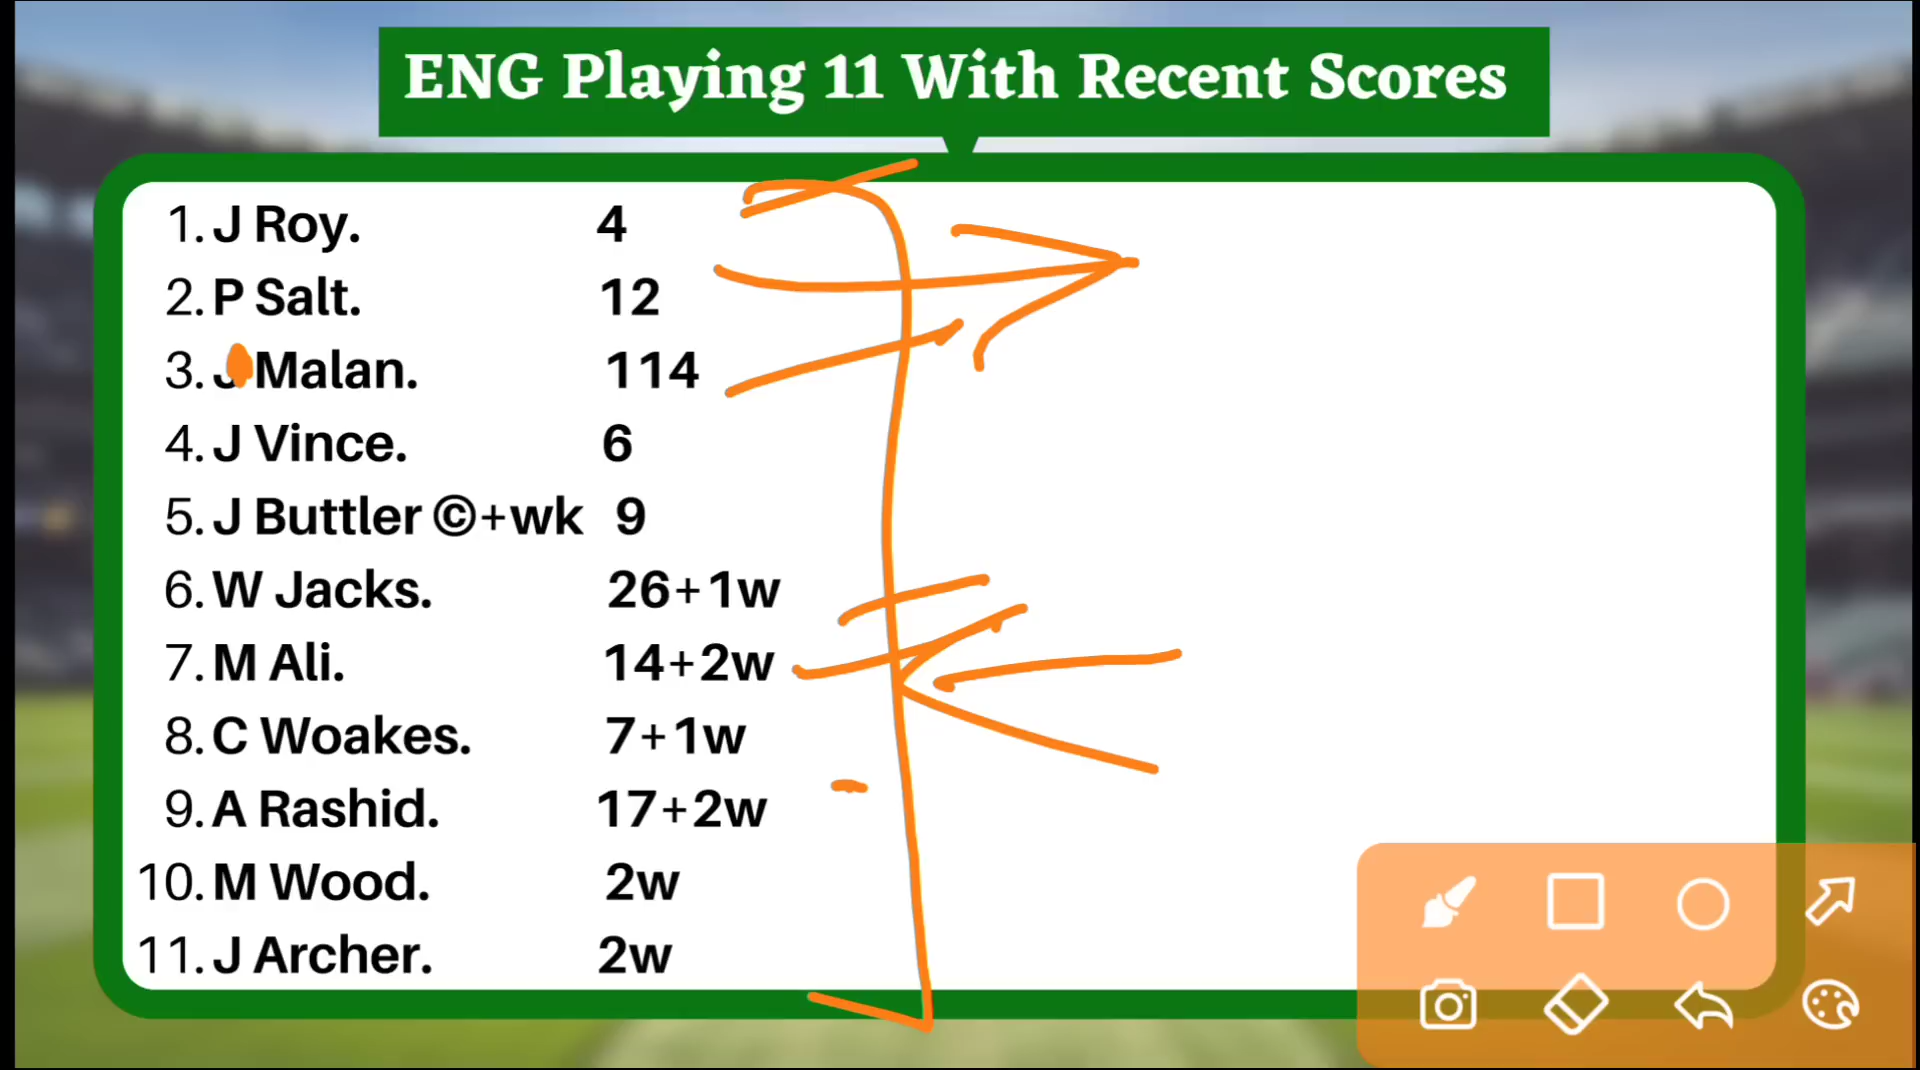 ENG Playing 11 With Recent Scores
1. J Roy. 4
2. P Salt. 12
3. J Malan. 114
4. J Vince. 6
5. J Buttler ©+wk 9
6. W Jacks. 26+1w
7. M Ali. 14+2w
8. C Woakes. 7+1w
9. A Rashid. 17+2w
10. M Wood. 2w
11. J Archer. 2w